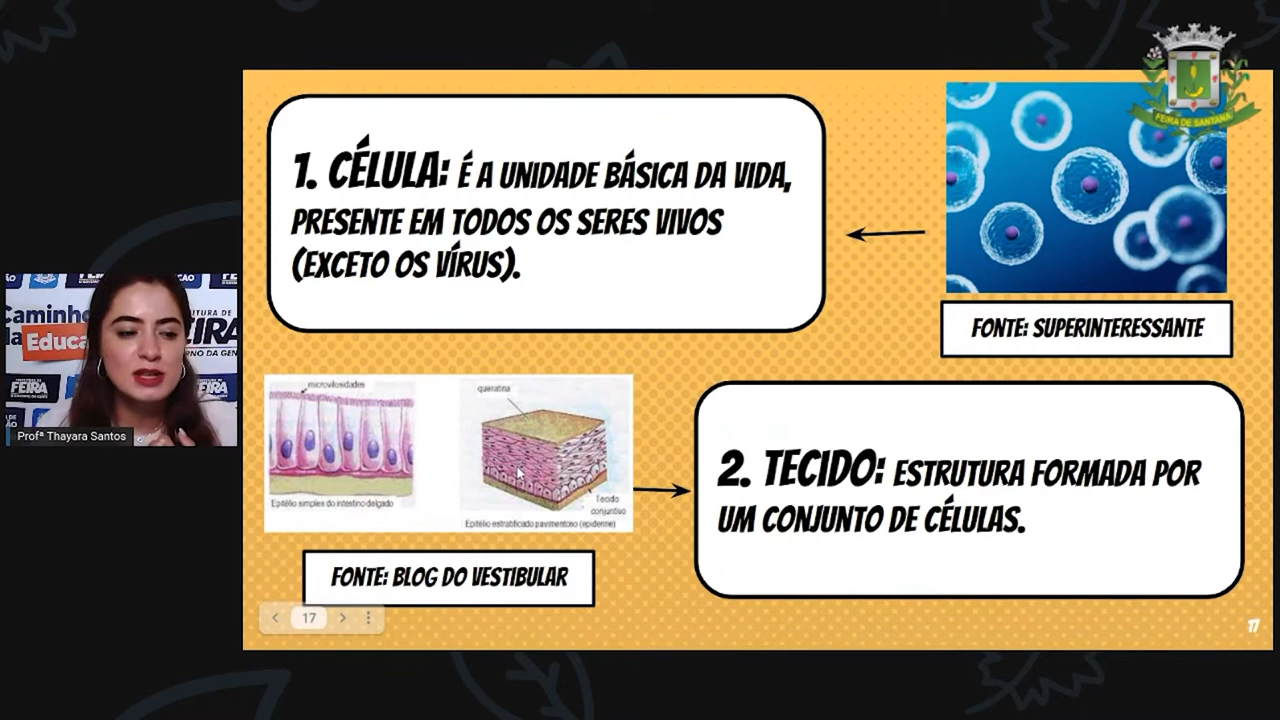 FEIRA DE SANTANA
1. CÉLULA: É A UNIDADE BÁSICA DA VIDA,
PRESENTE EM TODOS OS SERES VIVOS
(EXCETO OS VÍRUS).
FONTE: SUPERINTERESSANTE
Caminho
da
Educa
FEIRA
Profª Thayara Santos
microvilosidades
queratina
Epitélio simples do intestino delgado
Tecido
conjuntivo
Epitélio estratificado pavimentoso (epiderme)
2. TECIDO: ESTRUTURA FORMADA POR
UM CONJUNTO DE CÉLULAS.
FONTE: BLOG DO VESTIBULAR
17
17